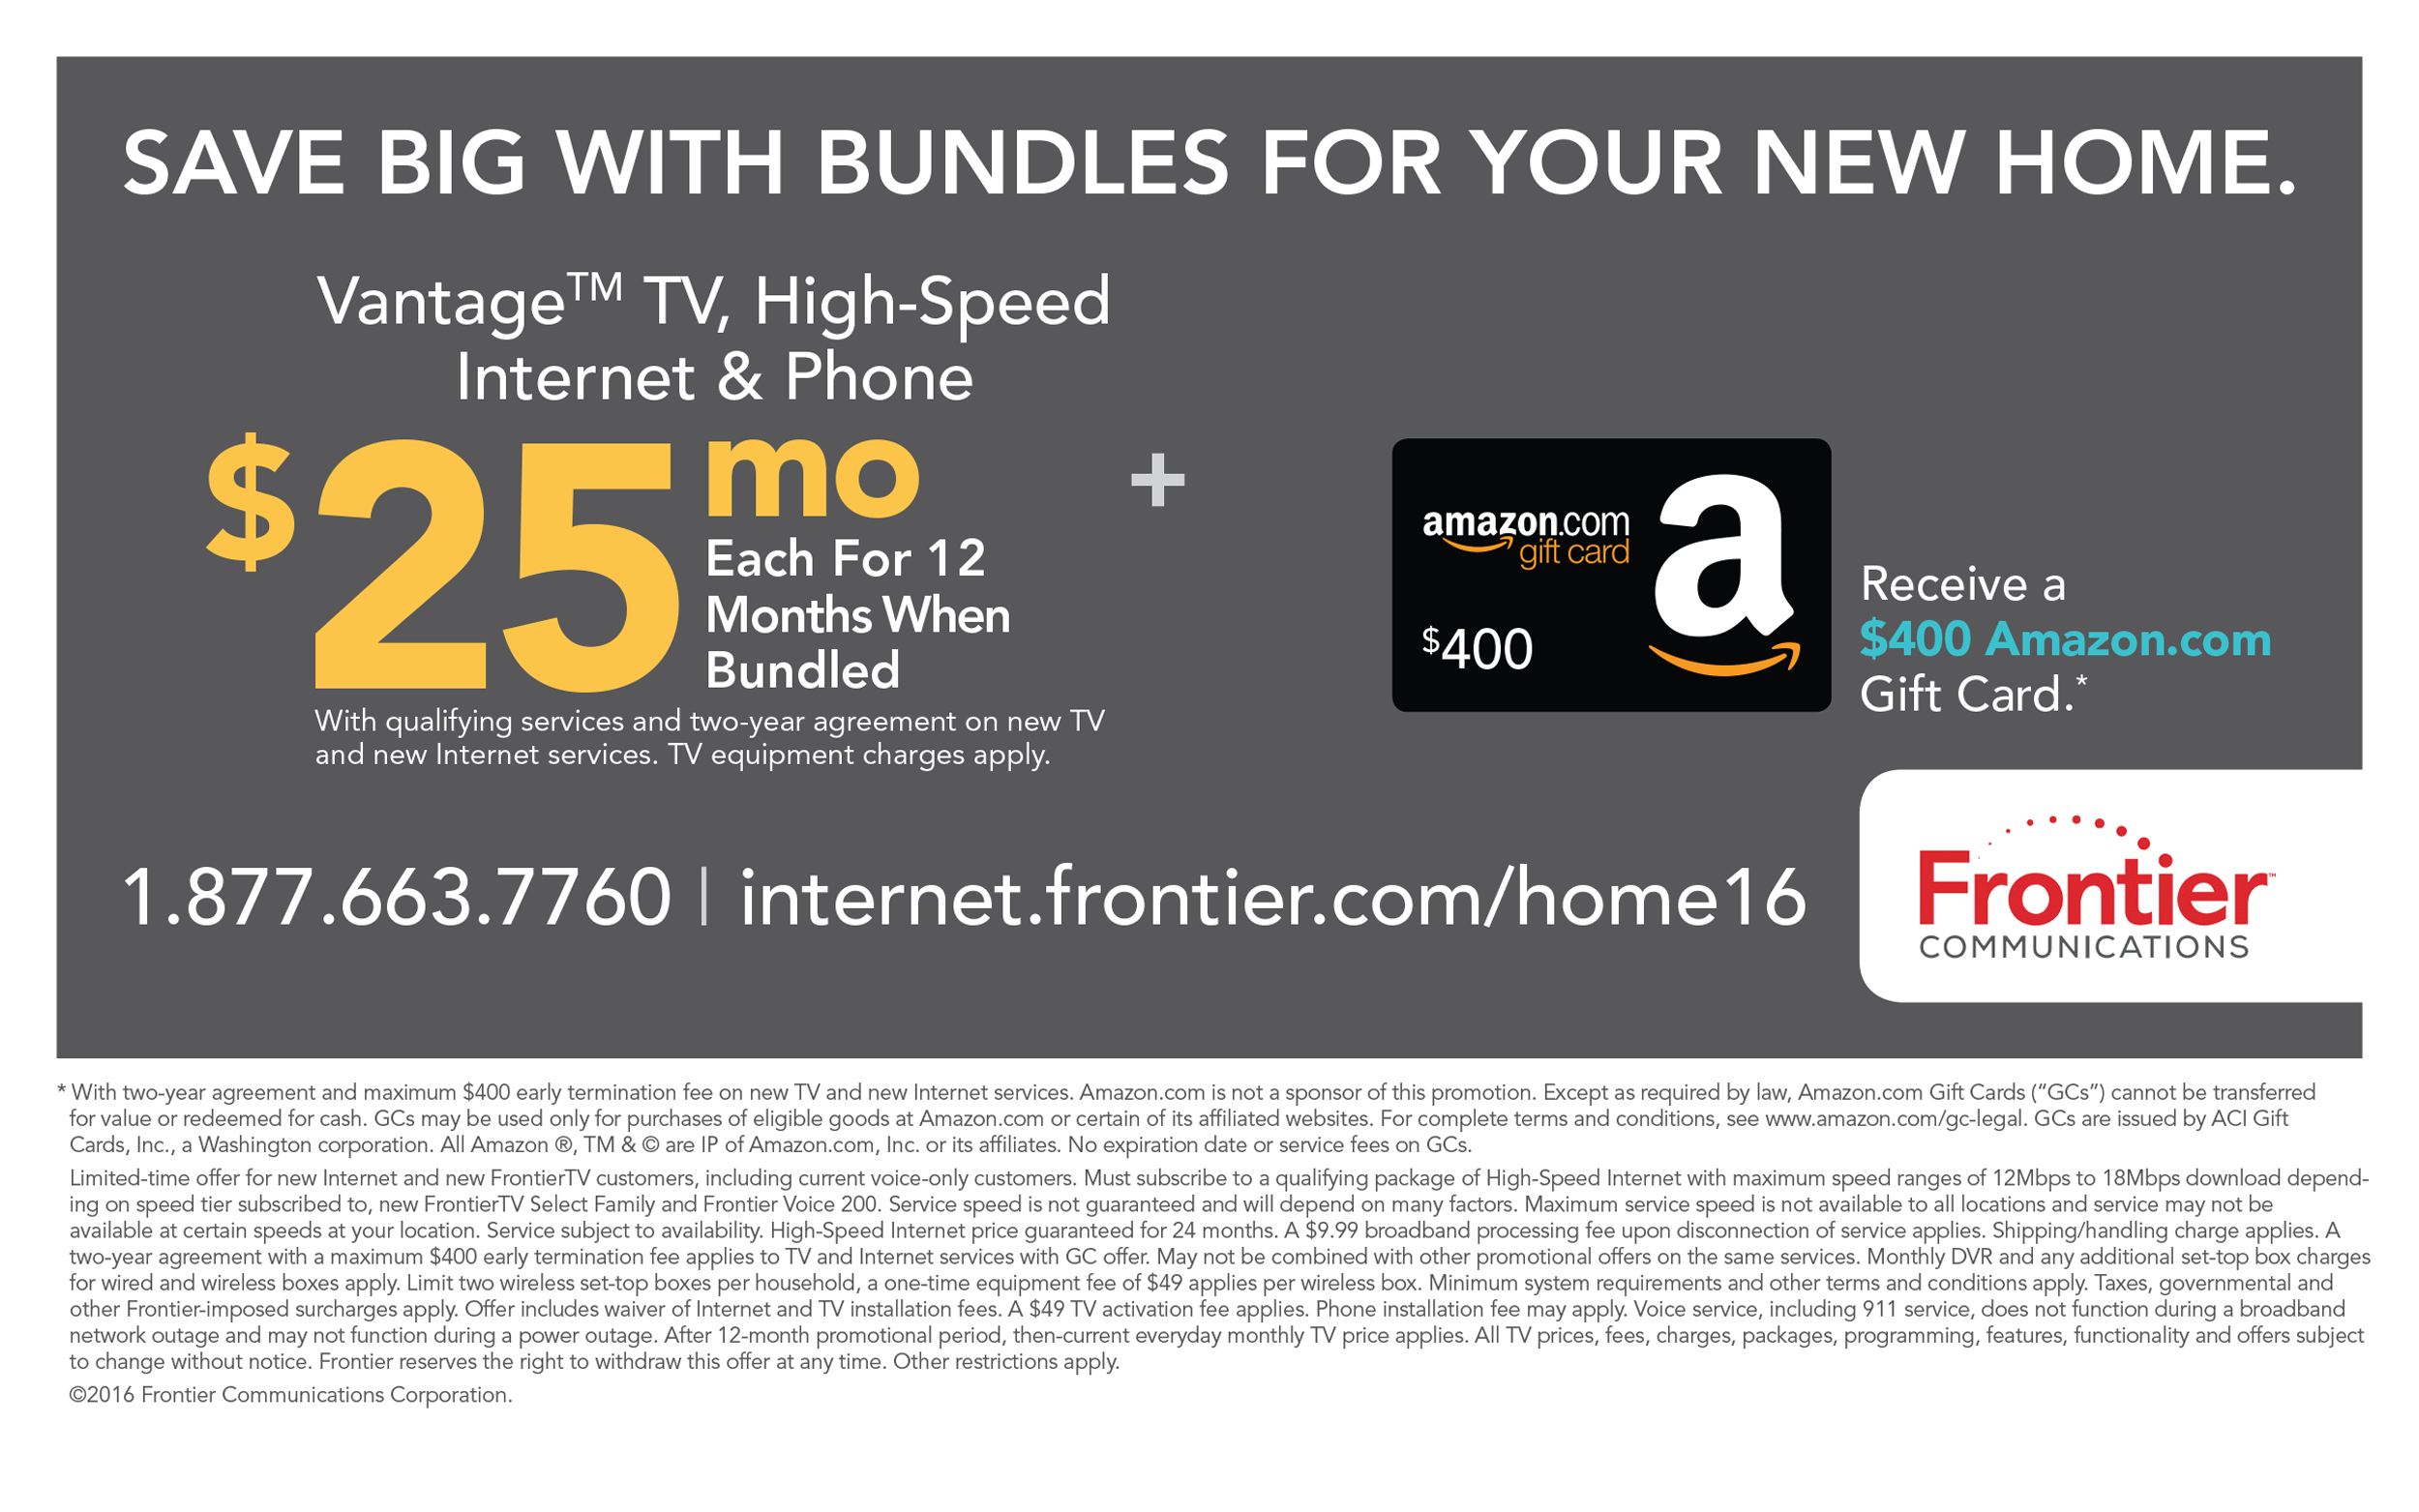 SAVE BIG WITH BUNDLES FOR YOUR NEW HOME.
Vantage™ TV, High-Speed
Internet & Phone
$25 mo
Each For 12
Months When
Bundled
With qualifying services and two-year agreement on new TV
and new Internet services. TV equipment charges apply.
+
amazon.com
gift card
a
$400
Receive a
$400 Amazon.com
Gift Card.*
1.877.663.7760 | internet.frontier.com/home16
Frontier™
COMMUNICATIONS
* With two-year agreement and maximum $400 early termination fee on new TV and new Internet services. Amazon.com is not a sponsor of this promotion. Except as required by law, Amazon.com Gift Cards (“GCs”) cannot be transferred
for value or redeemed for cash. GCs may be used only for purchases of eligible goods at Amazon.com or certain of its affiliated websites. For complete terms and conditions, see www.amazon.com/gc-legal. GCs are issued by ACI Gift
Cards, Inc., a Washington corporation. All Amazon ®, TM & © are IP of Amazon.com, Inc. or its affiliates. No expiration date or service fees on GCs.
Limited-time offer for new Internet and new FrontierTV customers, including current voice-only customers. Must subscribe to a qualifying package of High-Speed Internet with maximum speed ranges of 12Mbps to 18Mbps download depend-
ing on speed tier subscribed to, new FrontierTV Select Family and Frontier Voice 200. Service speed is not guaranteed and will depend on many factors. Maximum service speed is not available to all locations and service may not be
available at certain speeds at your location. Service subject to availability. High-Speed Internet price guaranteed for 24 months. A $9.99 broadband processing fee upon disconnection of service applies. Shipping/handling charge applies. A
two-year agreement with a maximum $400 early termination fee applies to TV and Internet services with GC offer. May not be combined with other promotional offers on the same services. Monthly DVR and any additional set-top box charges
for wired and wireless boxes apply. Limit two wireless set-top boxes per household, a one-time equipment fee of $49 applies per wireless box. Minimum system requirements and other terms and conditions apply. Taxes, governmental and
other Frontier-imposed surcharges apply. Offer includes waiver of Internet and TV installation fees. A $49 TV activation fee applies. Phone installation fee may apply. Voice service, including 911 service, does not function during a broadband
network outage and may not function during a power outage. After 12-month promotional period, then-current everyday monthly TV price applies. All TV prices, fees, charges, packages, programming, features, functionality and offers subject
to change without notice. Frontier reserves the right to withdraw this offer at any time. Other restrictions apply.
©2016 Frontier Communications Corporation.